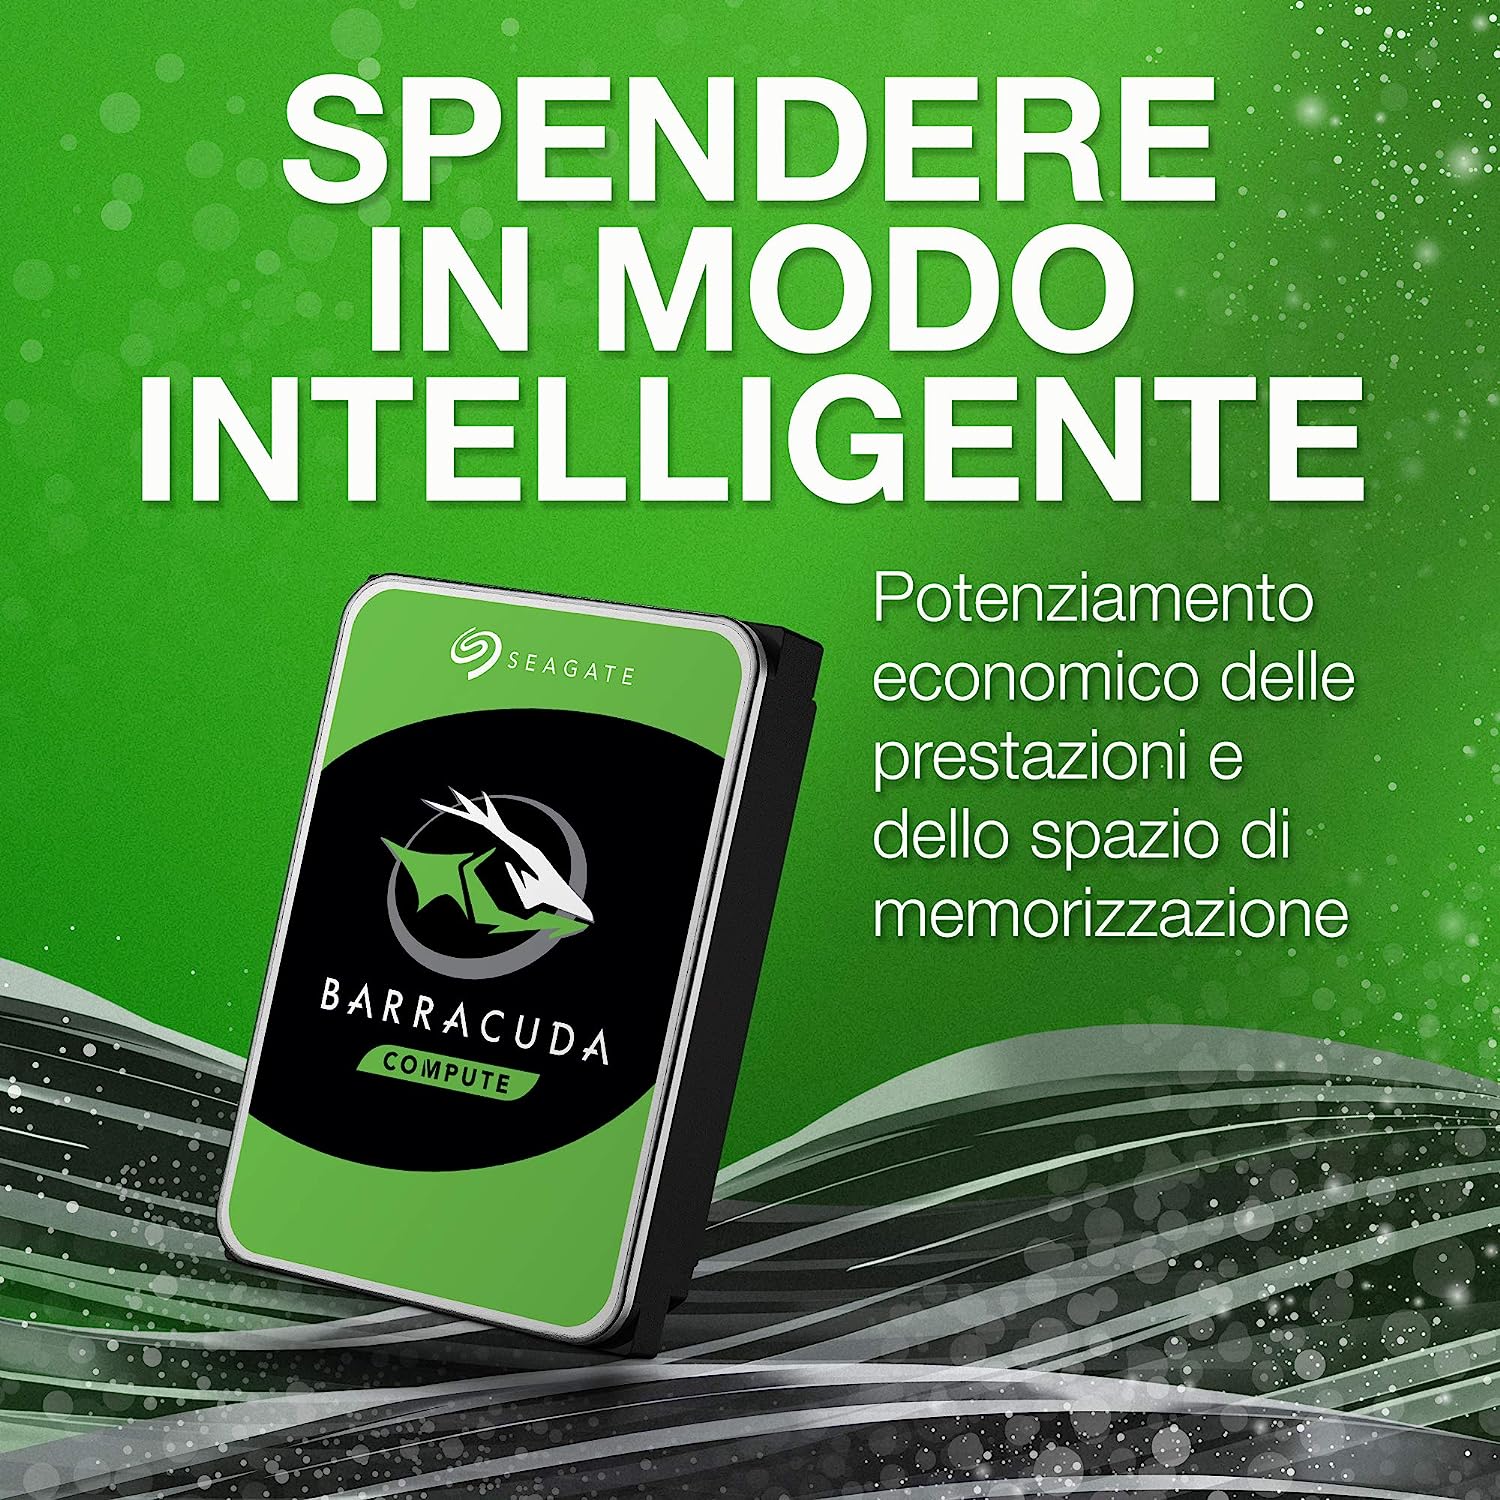 SPENDERE
IN MODO
INTELLIGENTE
Potenziamento
economico delle
prestazioni e
dello spazio di
memorizzazione
SEAGATE
BARRACUDA
COMPUTE